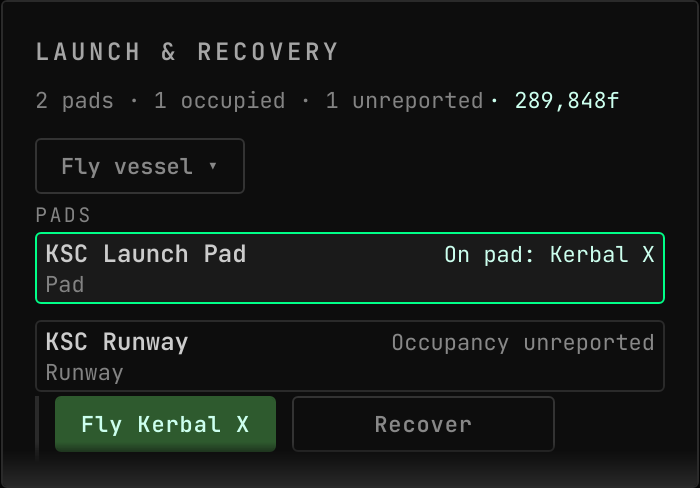 LAUNCH & RECOVERY
2 pads · 1 occupied · 1 unreported · 289,848f
Fly vessel ▾
PADS
KSC Launch Pad On pad: Kerbal X
Pad
KSC Runway Occupancy unreported
Runway
Fly Kerbal X Recover